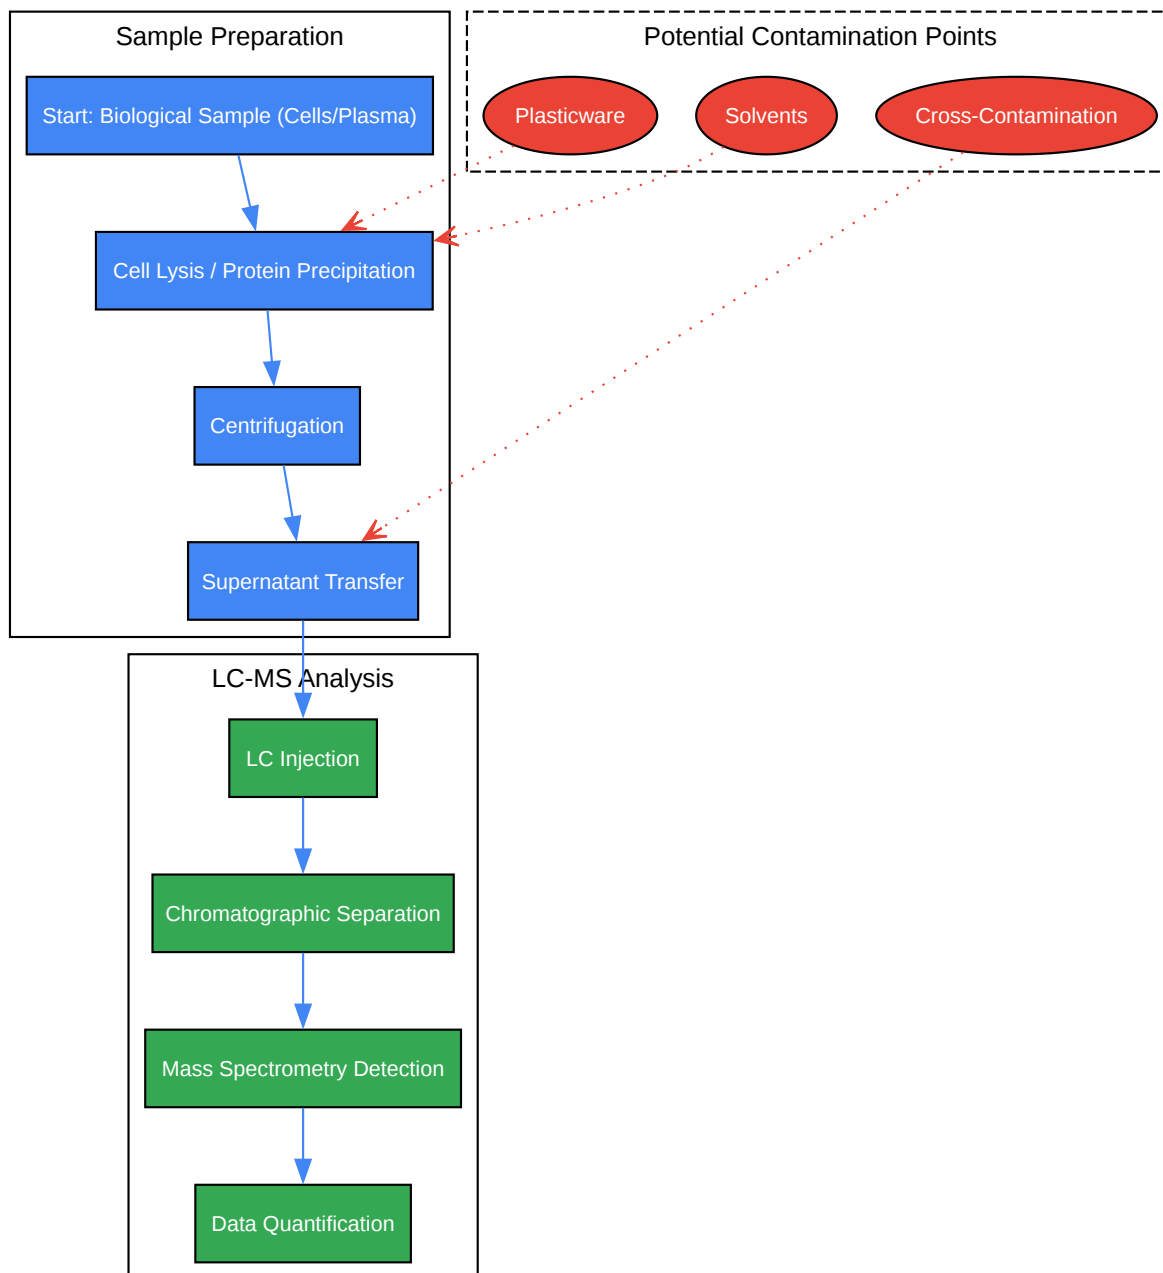 Sample Preparation
Start: Biological Sample (Cells/Plasma)
Cell Lysis / Protein Precipitation
Centrifugation
Supernatant Transfer
Potential Contamination Points
Plasticware
Solvents
Cross-Contamination
LC-MS Analysis
LC Injection
Chromatographic Separation
Mass Spectrometry Detection
Data Quantification